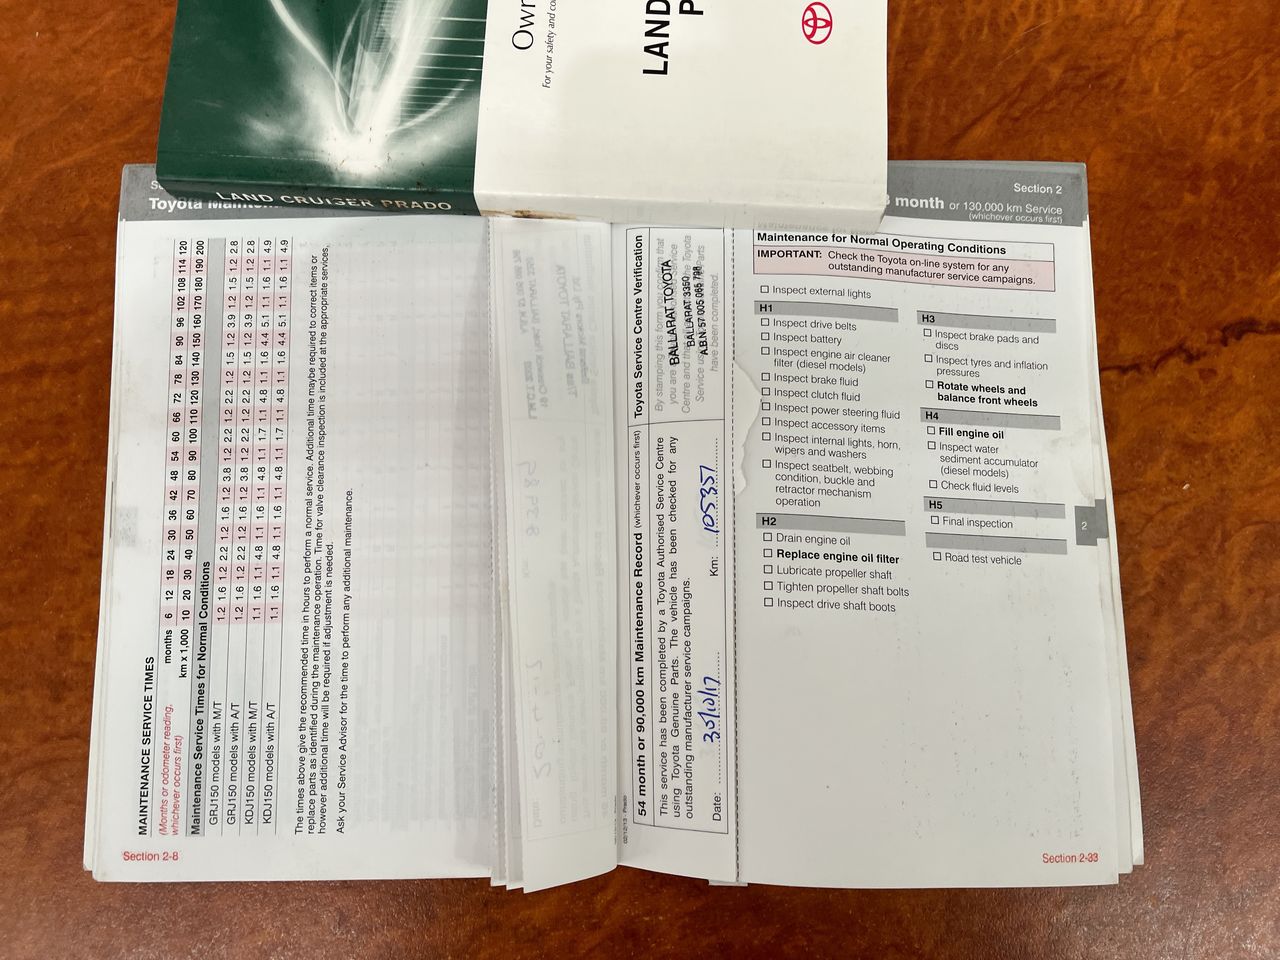 Own
For your safety and co
LAND
P
LAND CRUISER PRADO
Toyota Mainten
MAINTENANCE SERVICE TIMES
(Months or odometer reading, whichever occurs first)
months 6 12 18 24 30 36 42 48 54 60 66 72 78 84 90 96 102 108 114 120
km x 1,000 10 20 30 40 50 60 70 80 90 100 110 120 130 140 150 160 170 180 190 200
Maintenance Service Times for Normal Conditions
GRJ150 models with M/T 1.2 1.6 1.2 2.2 1.2 1.6 1.2 3.8 1.2 2.2 1.2 2.2 1.2 1.5 1.2 3.9 1.2 1.5 1.2 2.8
GRJ150 models with A/T 1.2 1.6 1.2 2.2 1.2 1.6 1.2 3.8 1.2 2.2 1.2 2.2 1.2 1.5 1.2 3.9 1.2 1.5 1.2 2.8
KDJ150 models with M/T 1.1 1.6 1.1 4.8 1.1 1.6 1.1 4.8 1.1 1.7 1.1 4.8 1.1 1.6 4.4 5.1 1.1 1.6 1.1 4.9
KDJ150 models with A/T 1.1 1.6 1.1 4.8 1.1 1.6 1.1 4.8 1.1 1.7 1.1 4.8 1.1 1.6 4.4 5.1 1.1 1.6 1.1 4.9
The times above give the recommended time in hours to perform a normal service. Additional time maybe required to correct items or
replace parts as identified during the maintenance operation. Time for valve clearance inspection is included at the appropriate services,
however additional time will be required if adjustment is needed.
Ask your Service Advisor for the time to perform any additional maintenance.
Section 2-8
54 month or 90,000 km Maintenance Record (whichever occurs first)
This service has been completed by a Toyota Authorised Service Centre
using Toyota Genuine Parts. The vehicle has been checked for any
outstanding manufacturer service campaigns.
Date: 30/10/17 Km: 105357
Toyota Service Centre Verification
By stamping this form you confirm that
you are
Centre and the Toyota
Service
have been completed.
BALLARAT TOYOTA
BALLARAT 3350
A.B.N. 57 005 065 798
02/12/13 - Prado
Section 2
month or 130,000 km Service
(whichever occurs first)
Maintenance for Normal Operating Conditions
IMPORTANT: Check the Toyota on-line system for any
outstanding manufacturer service campaigns.
Inspect external lights
H1
Inspect drive belts
Inspect battery
Inspect engine air cleaner
filter (diesel models)
Inspect brake fluid
Inspect clutch fluid
Inspect power steering fluid
Inspect accessory items
Inspect internal lights, horn,
wipers and washers
Inspect seatbelt, webbing
condition, buckle and
retractor mechanism
operation
H2
Drain engine oil
Replace engine oil filter
Lubricate propeller shaft
Tighten propeller shaft bolts
Inspect drive shaft boots
H3
Inspect brake pads and
discs
Inspect tyres and inflation
pressures
Rotate wheels and
balance front wheels
H4
Fill engine oil
Inspect water
sediment accumulator
(diesel models)
Check fluid levels
H5
Final inspection
Road test vehicle
2
Section 2-33